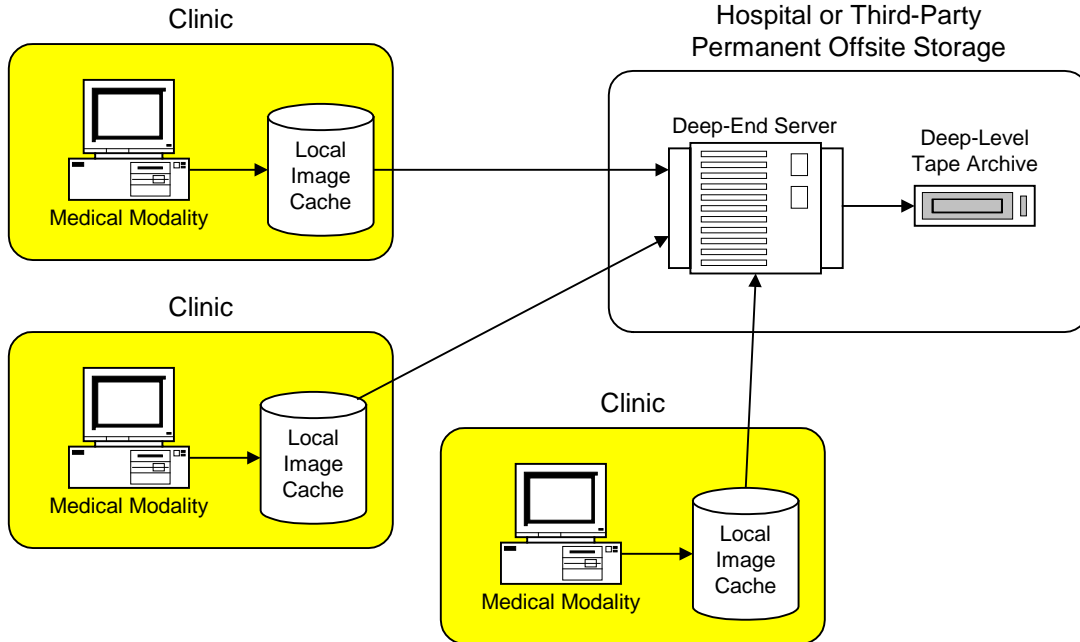 Clinic
Medical Modality
Local
Image
Cache
Hospital or Third-Party
Permanent Offsite Storage
Deep-End Server
Deep-Level
Tape Archive
Clinic
Medical Modality
Local
Image
Cache
Clinic
Medical Modality
Local
Image
Cache